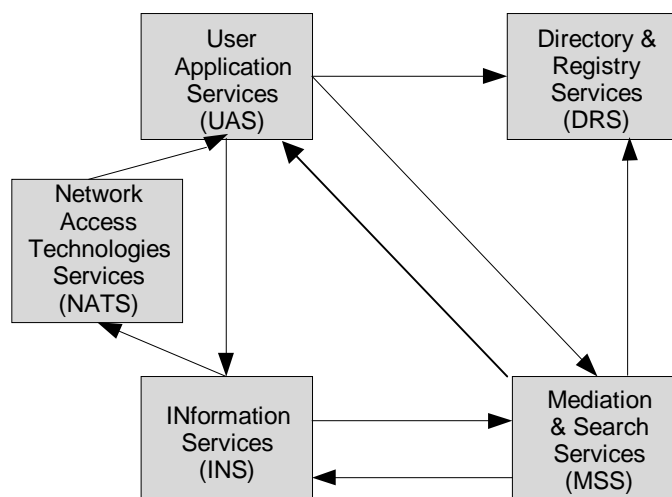 User
Application
Services
(UAS)
Directory &
Registry
Services
(DRS)
Network
Access
Technologies
Services
(NATS)
INformation
Services
(INS)
Mediation
& Search
Services
(MSS)